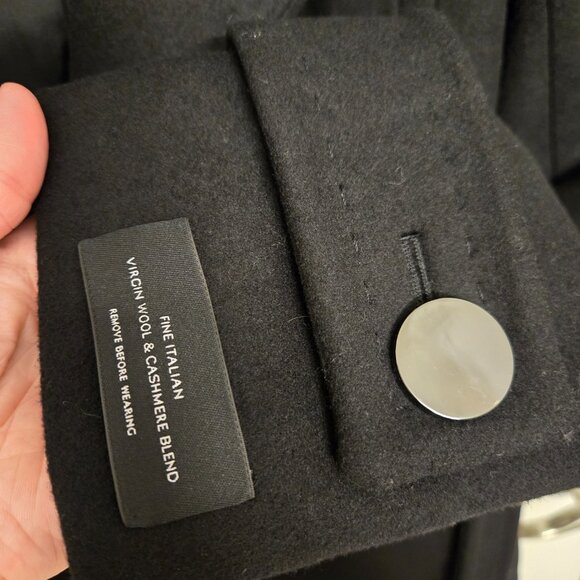 FINE ITALIAN
VIRGIN WOOL & CASHMERE BLEND
REMOVE BEFORE WEARING